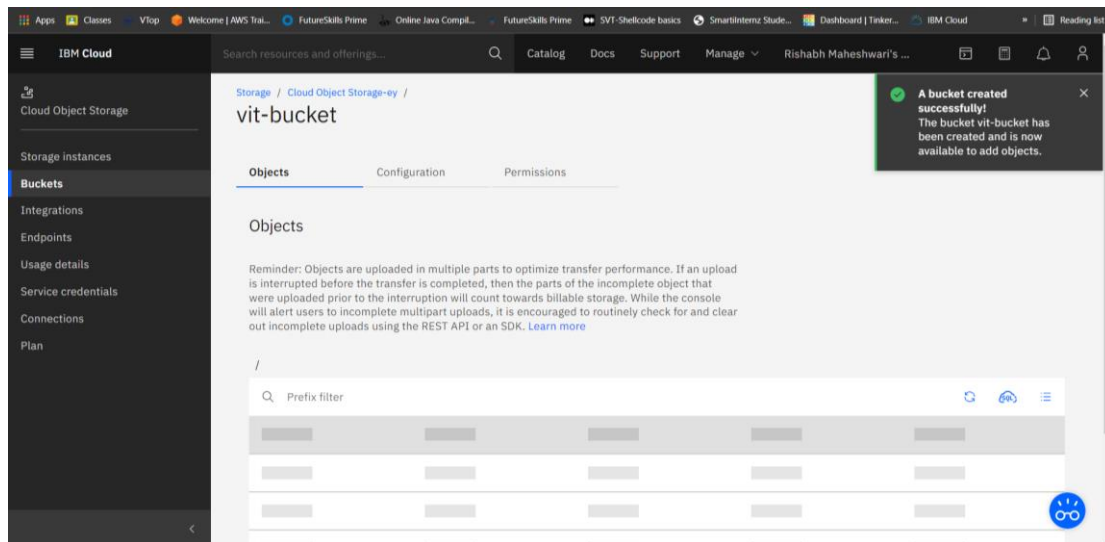 Apps Classes VTop Welcome | AWS Trai... FutureSkills Prime Online Java Compil... FutureSkills Prime SVT-Shellcode basics SmartiInternz Stude... Dashboard | Tinker... IBM Cloud » Reading list
IBM Cloud Search resources and offerings... Catalog Docs Support Manage Rishabh Maheshwari's ...
Cloud Object Storage
Storage instances
Buckets
Integrations
Endpoints
Usage details
Service credentials
Connections
Plan
Storage / Cloud Object Storage-ey /
vit-bucket
A bucket created
successfully!
The bucket vit-bucket has
been created and is now
available to add objects.
Objects Configuration Permissions
Objects
Reminder: Objects are uploaded in multiple parts to optimize transfer performance. If an upload
is interrupted before the transfer is completed, then the parts of the incomplete object that
were uploaded prior to the interruption will count towards billable storage. While the console
will alert users to incomplete multipart uploads, it is encouraged to routinely check for and clear
out incomplete uploads using the REST API or an SDK. Learn more
/
Prefix filter
SQL